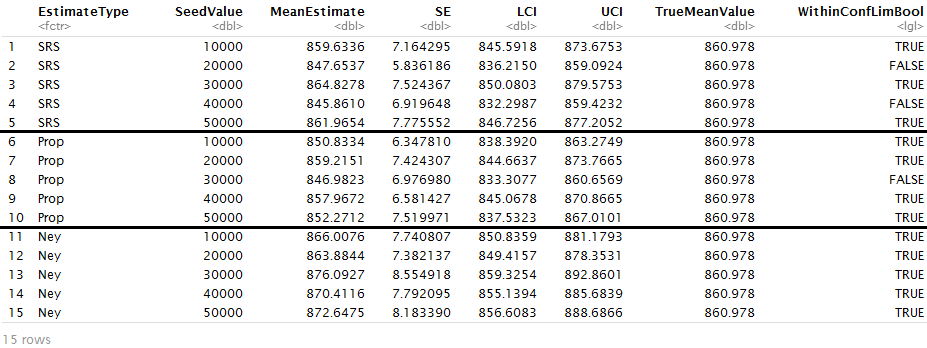 EstimateType SeedValue MeanEstimate SE LCI UCI TrueMeanValue WithinConfLimBool
<fctr> <dbl> <dbl> <dbl> <dbl> <dbl> <dbl> <lgl>
1 SRS 10000 859.6336 7.164295 845.5918 873.6753 860.978 TRUE
2 SRS 20000 847.6537 5.836186 836.2150 859.0924 860.978 FALSE
3 SRS 30000 864.8278 7.524367 850.0803 879.5753 860.978 TRUE
4 SRS 40000 845.8610 6.919648 832.2987 859.4232 860.978 FALSE
5 SRS 50000 861.9654 7.775552 846.7256 877.2052 860.978 TRUE
6 Prop 10000 850.8334 6.347810 838.3920 863.2749 860.978 TRUE
7 Prop 20000 859.2151 7.424307 844.6637 873.7665 860.978 TRUE
8 Prop 30000 846.9823 6.976980 833.3077 860.6569 860.978 FALSE
9 Prop 40000 857.9672 6.581427 845.0678 870.8665 860.978 TRUE
10 Prop 50000 852.2712 7.519971 837.5323 867.0101 860.978 TRUE
11 Ney 10000 866.0076 7.740807 850.8359 881.1793 860.978 TRUE
12 Ney 20000 863.8844 7.382137 849.4157 878.3531 860.978 TRUE
13 Ney 30000 876.0927 8.554918 859.3254 892.8601 860.978 TRUE
14 Ney 40000 870.4116 7.792095 855.1394 885.6839 860.978 TRUE
15 Ney 50000 872.6475 8.183390 856.6083 888.6866 860.978 TRUE
15 rows